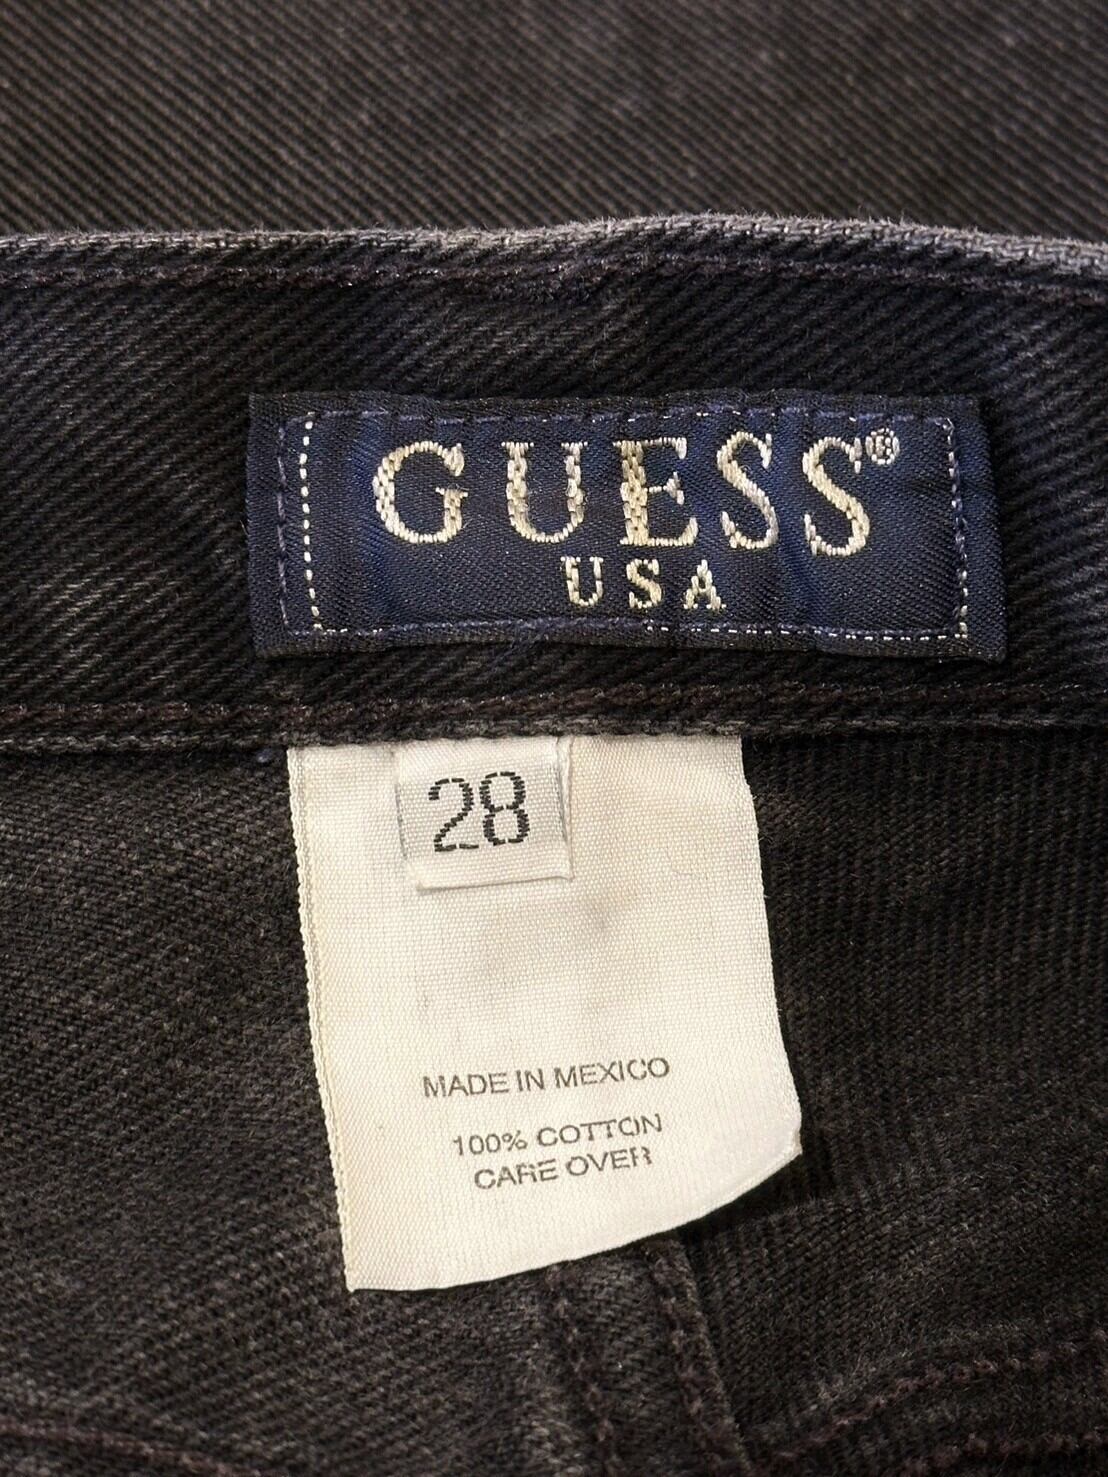 GUESS®
USA
28
MADE IN MEXICO
100% COTTON
CARE OVER